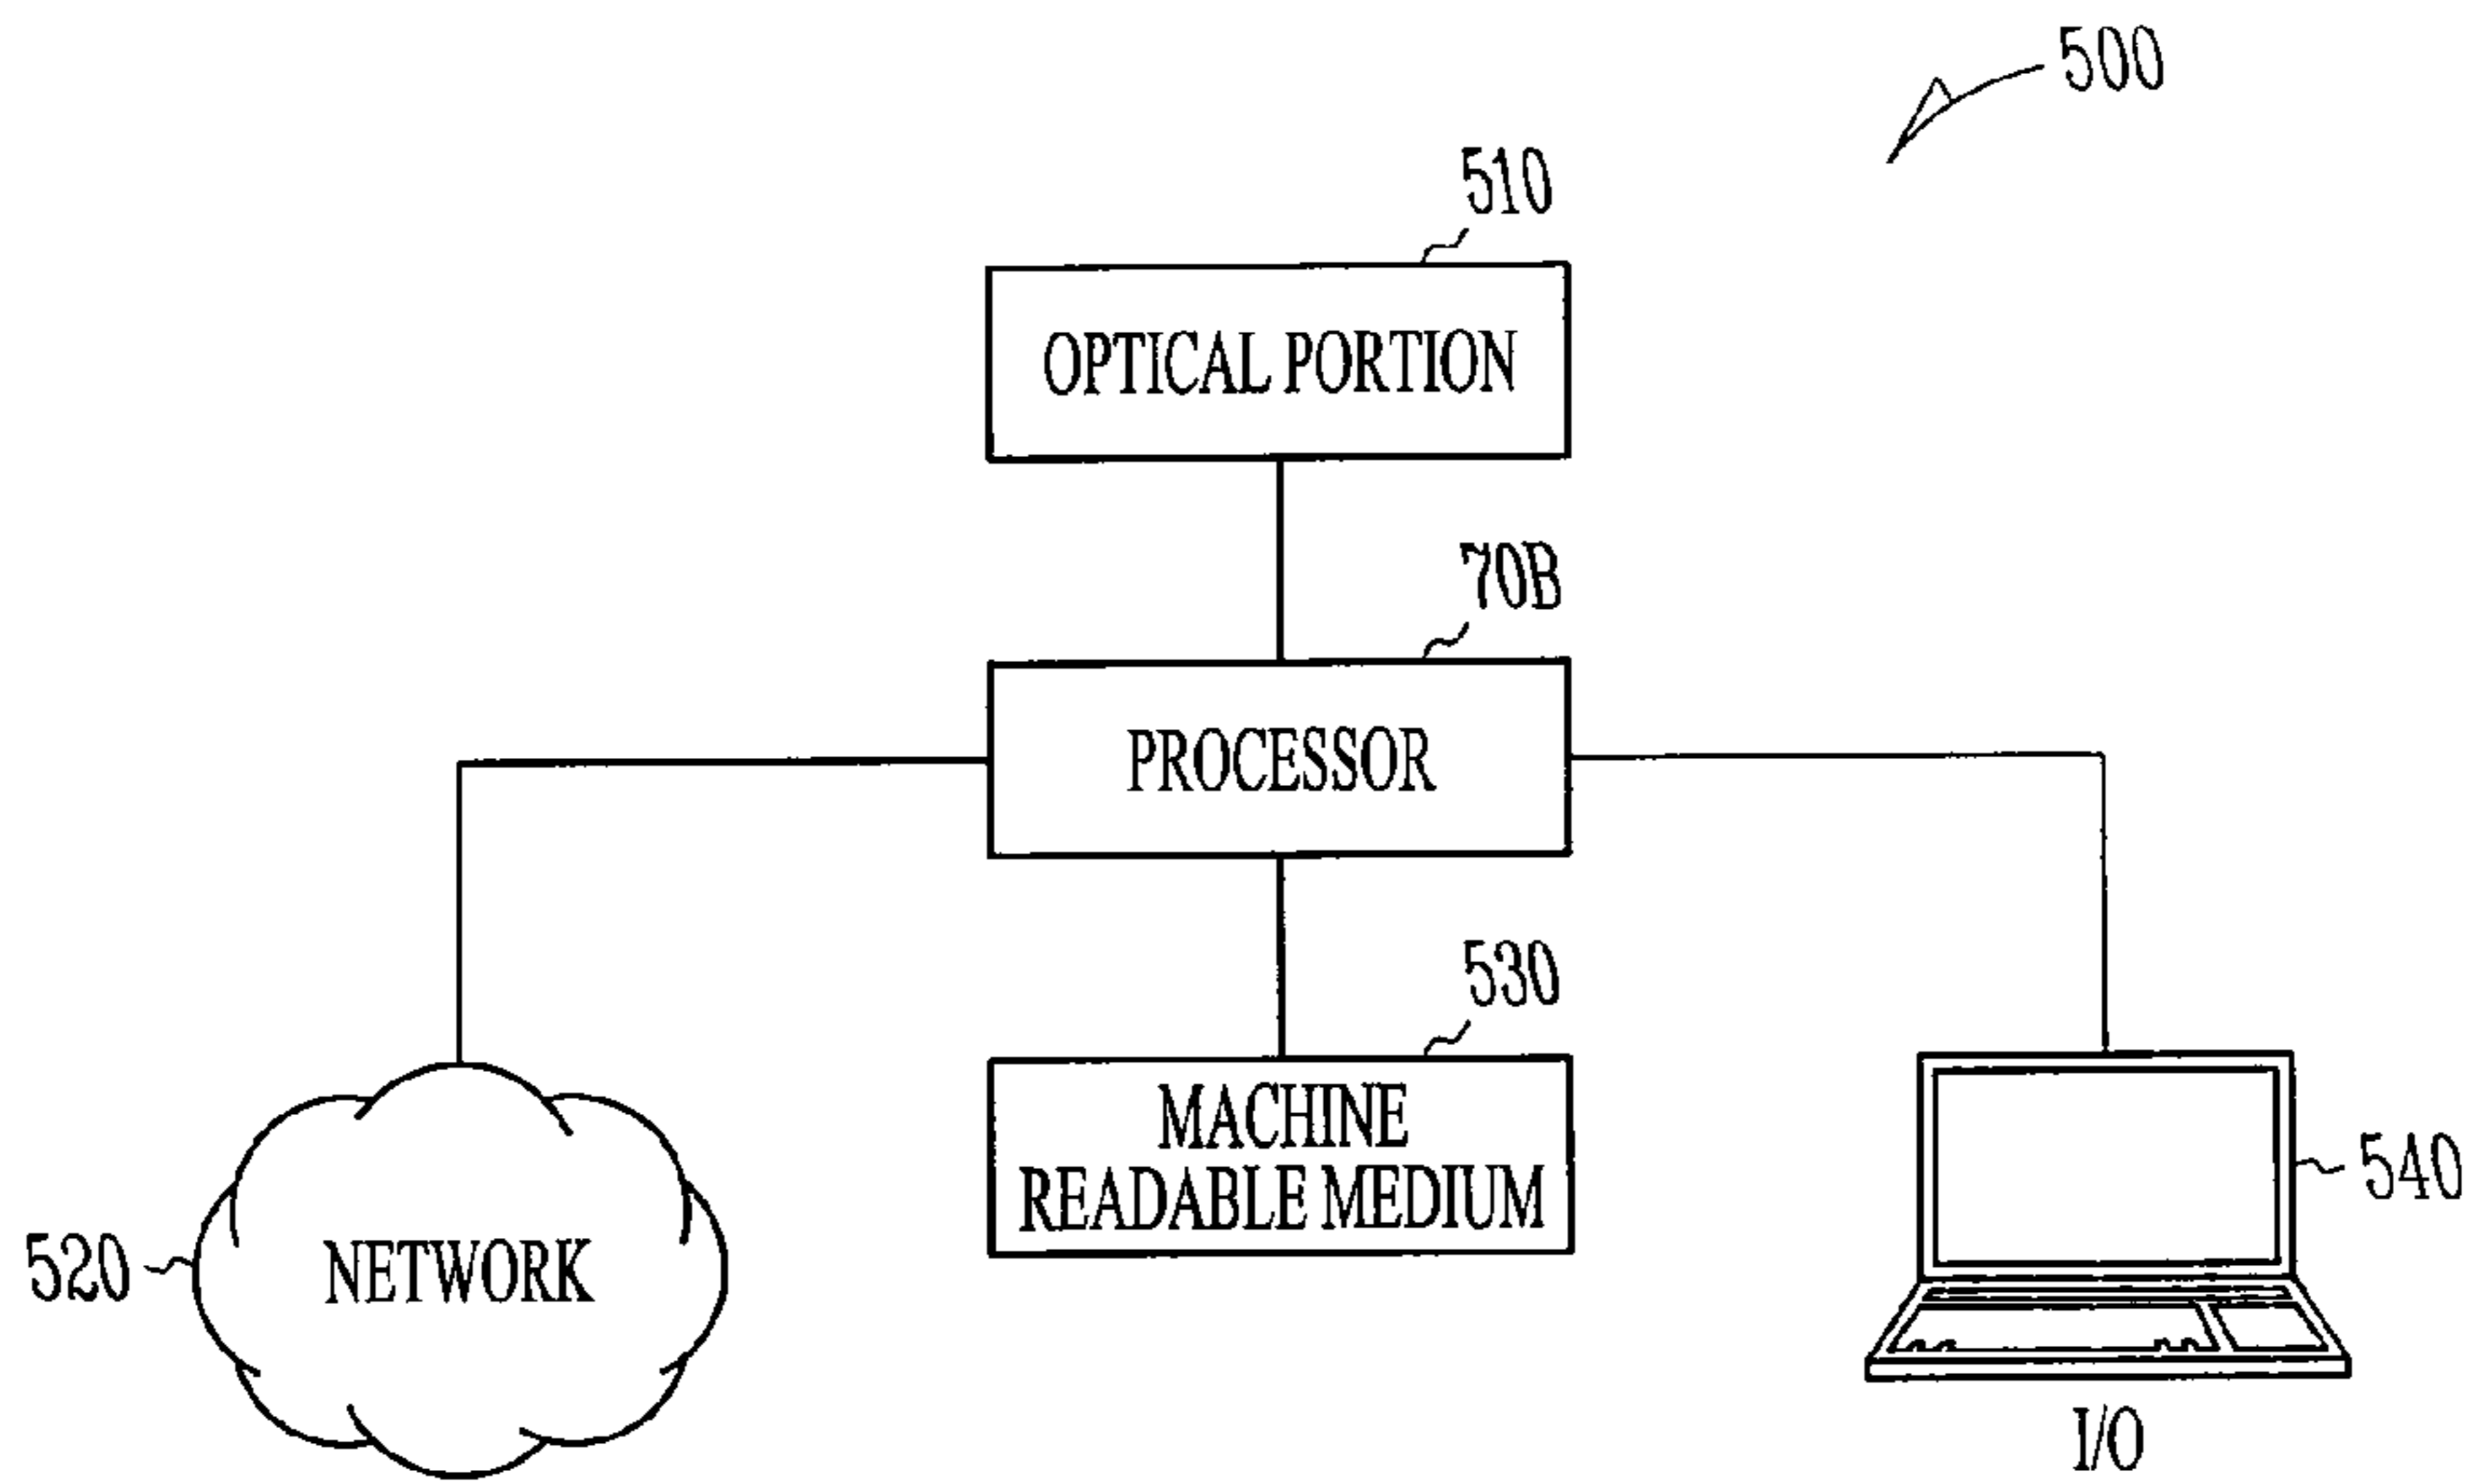 500
510
OPTICAL PORTION
70B
PROCESSOR
530
MACHINE
READABLE MEDIUM
540
520
NETWORK
I/O